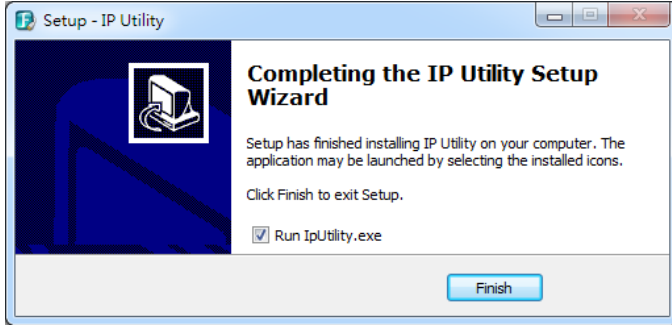 Setup - IP Utility
Completing the IP Utility Setup
Wizard
Setup has finished installing IP Utility on your computer. The
application may be launched by selecting the installed icons.
Click Finish to exit Setup.
Run IpUtility.exe
Finish